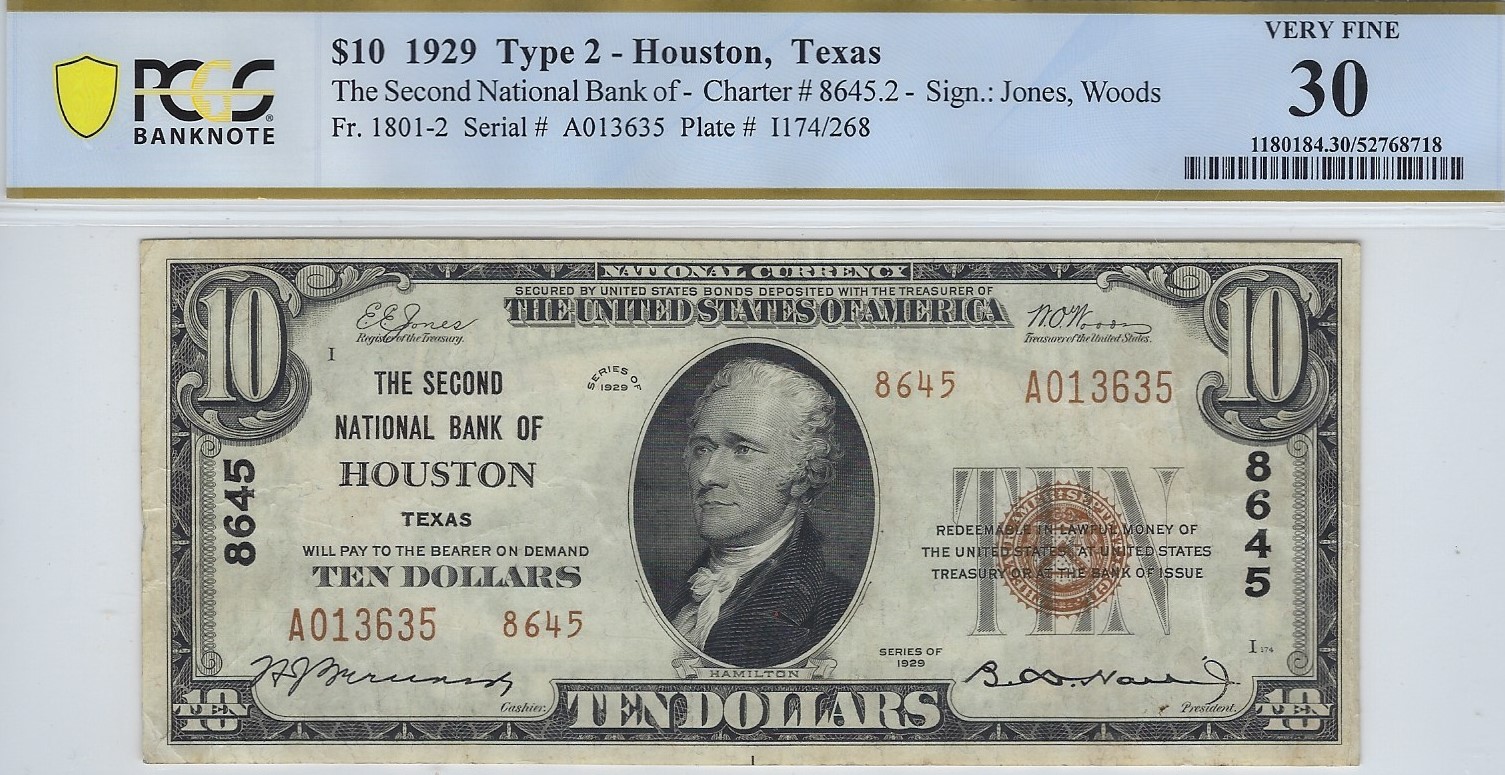 PCGS
BANKNOTE
$10 1929 Type 2 - Houston, Texas
The Second National Bank of - Charter # 8645.2 - Sign.: Jones, Woods
Fr. 1801-2 Serial # A013635 Plate # I174/268
VERY FINE
30
1180184.30/52768718
NATIONAL CURRENCY
SECURED BY UNITED STATES BONDS DEPOSITED WITH THE TREASURER OF
THE UNITED STATES OF AMERICA
10
10
E.E. Jones
Register of the Treasury.
W.O. Woods
Treasurer of the United States.
I
THE SECOND
NATIONAL BANK OF
HOUSTON
TEXAS
WILL PAY TO THE BEARER ON DEMAND
TEN DOLLARS
SERIES OF
1929
8645 A013635
8645
8645
TEN
REDEEMABLE IN LAWFUL MONEY OF
THE UNITED STATES AT UNITED STATES
TREASURY OR AT THE BANK OF ISSUE
A013635 8645
SERIES OF
1929
I 174
HAMILTON
Cashier.
President.
TEN DOLLARS
10
TEN
10
TEN